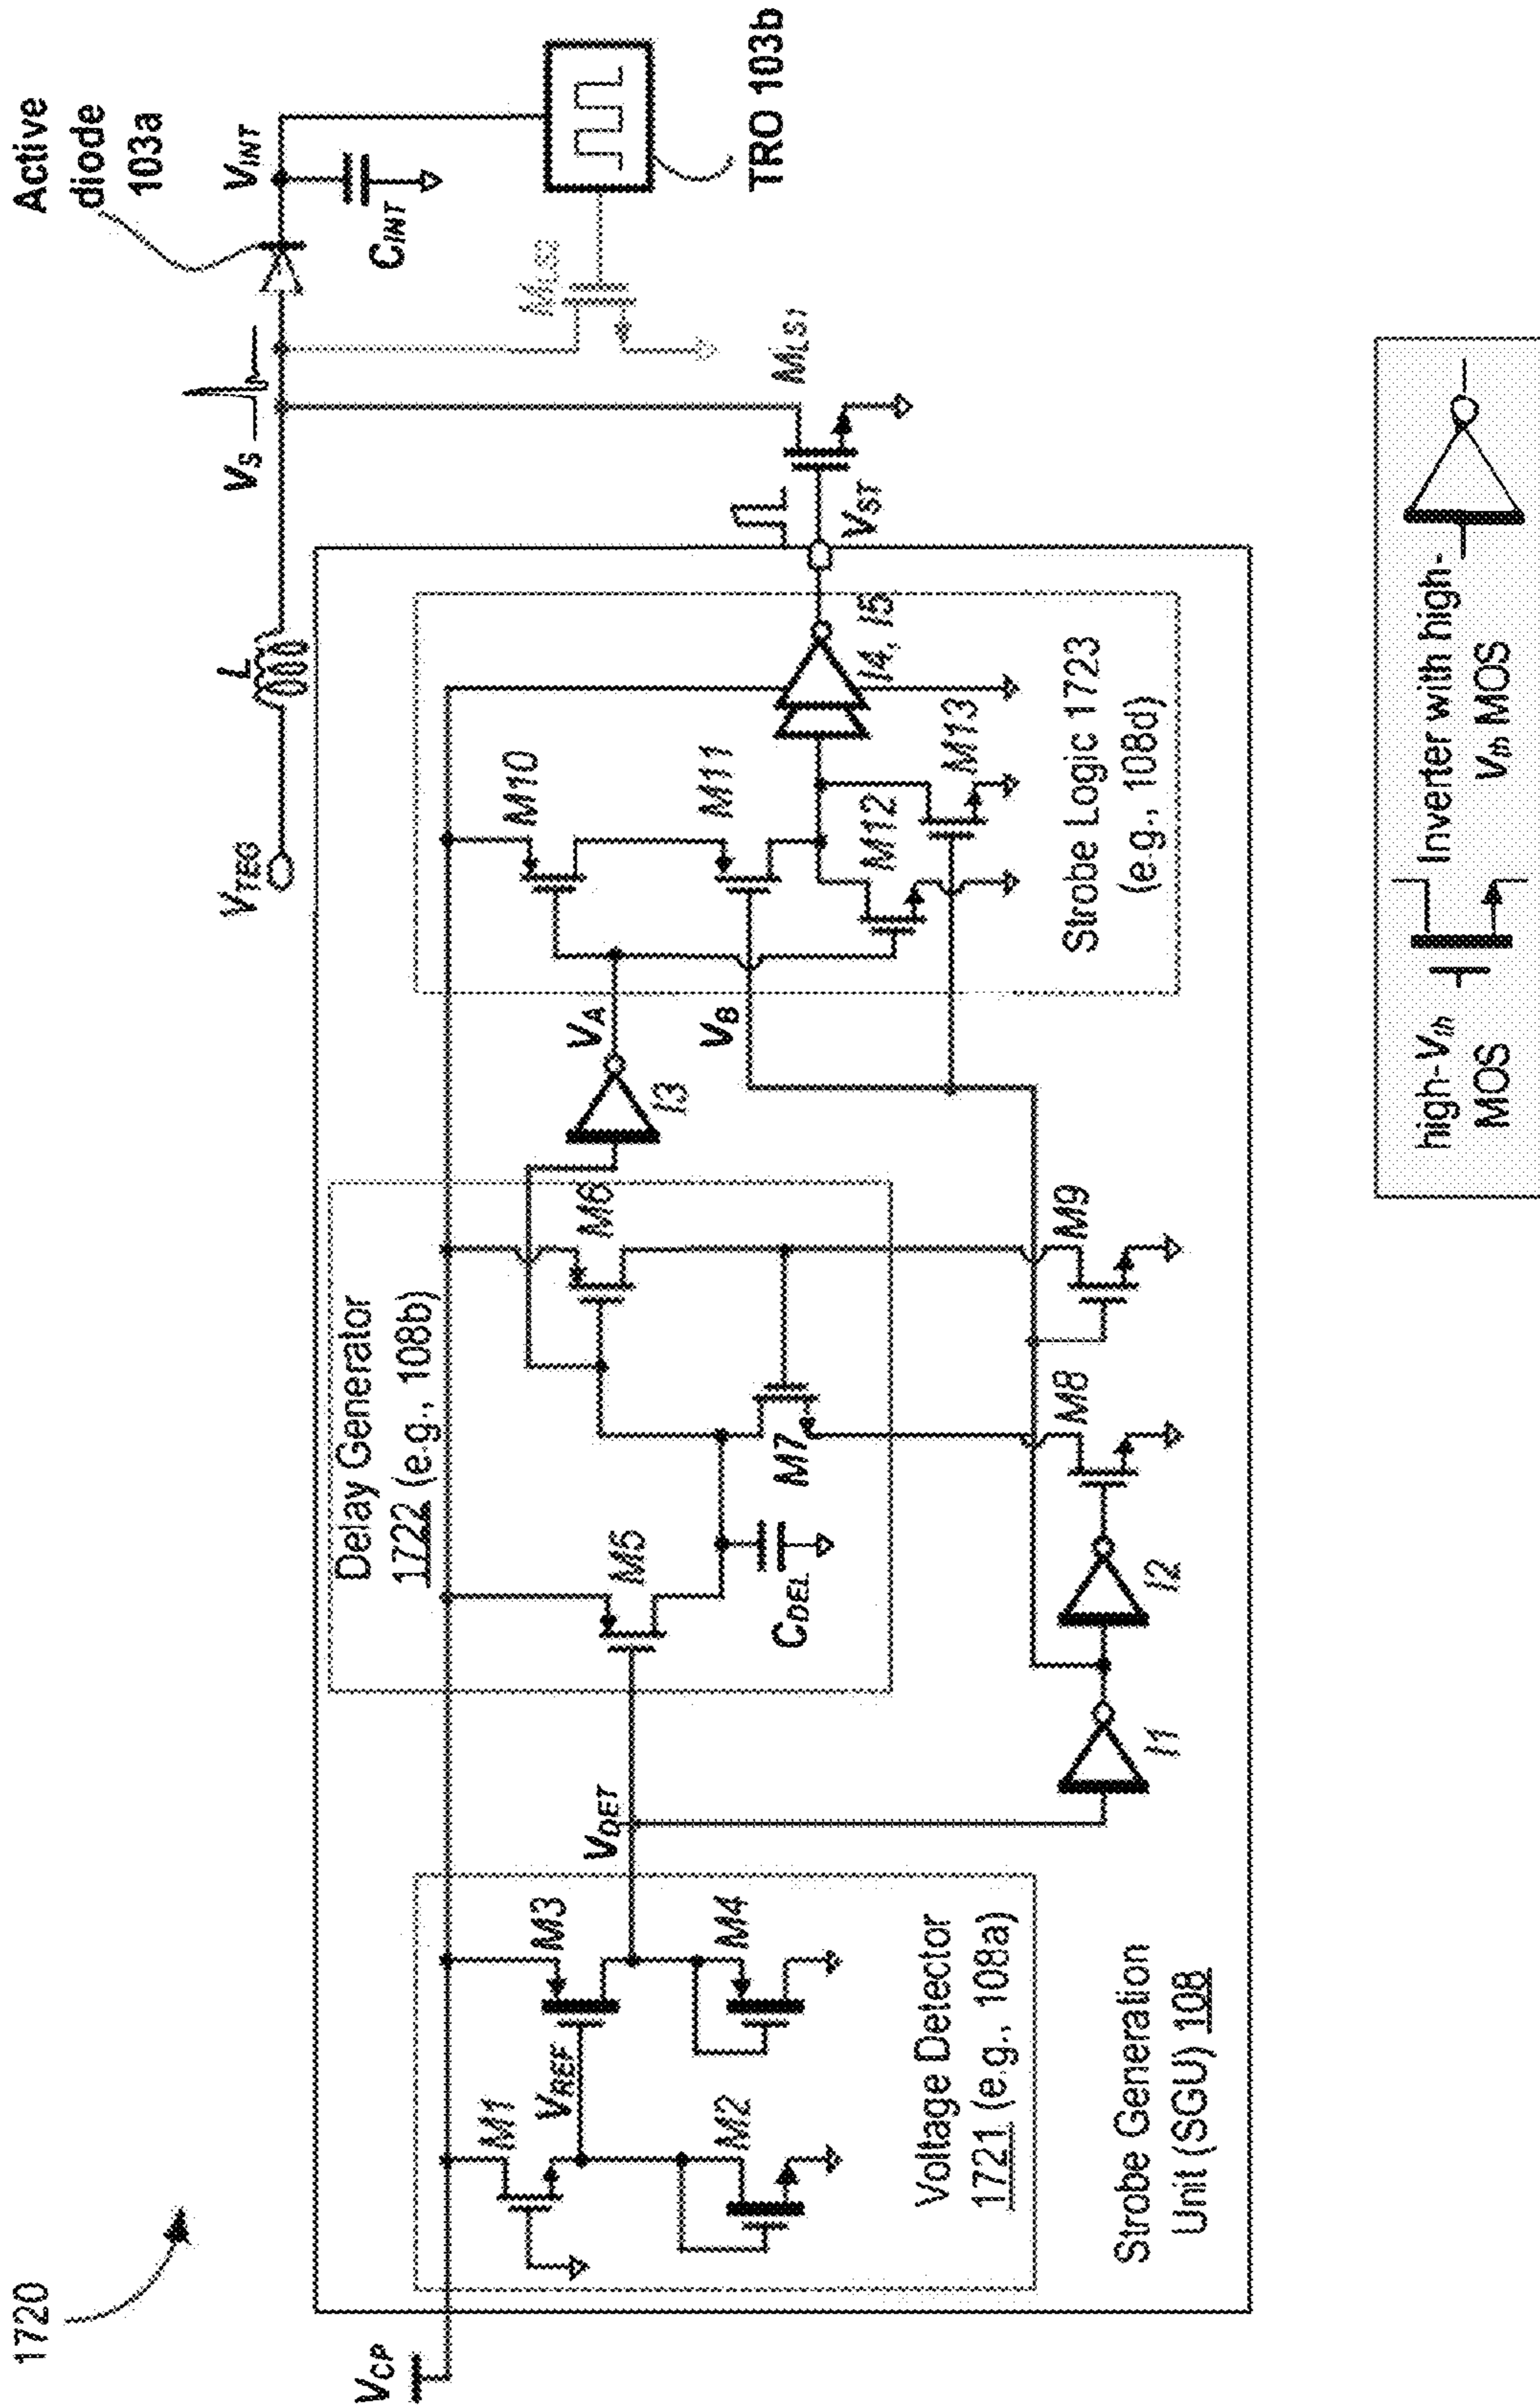 1720
V_CP
V_TEG
L
V_S
Active
diode
103a
V_INT
C_INT
TRO 103b
M_LS1
V_ST
M1
V_REF
M2
M3
M4
V_DET
Voltage Detector
1721 (e.g., 108a)
Strobe Generation
Unit (SGU) 108
Delay Generator
1722 (e.g., 108b)
M5
C_DEL
M6
M7
M8
M9
I1
I2
I3
V_A
V_B
M10
M11
M12
M13
I4, I5
Strobe Logic 1723
(e.g., 108d)
high-V_th
MOS
Inverter with high-
V_th MOS